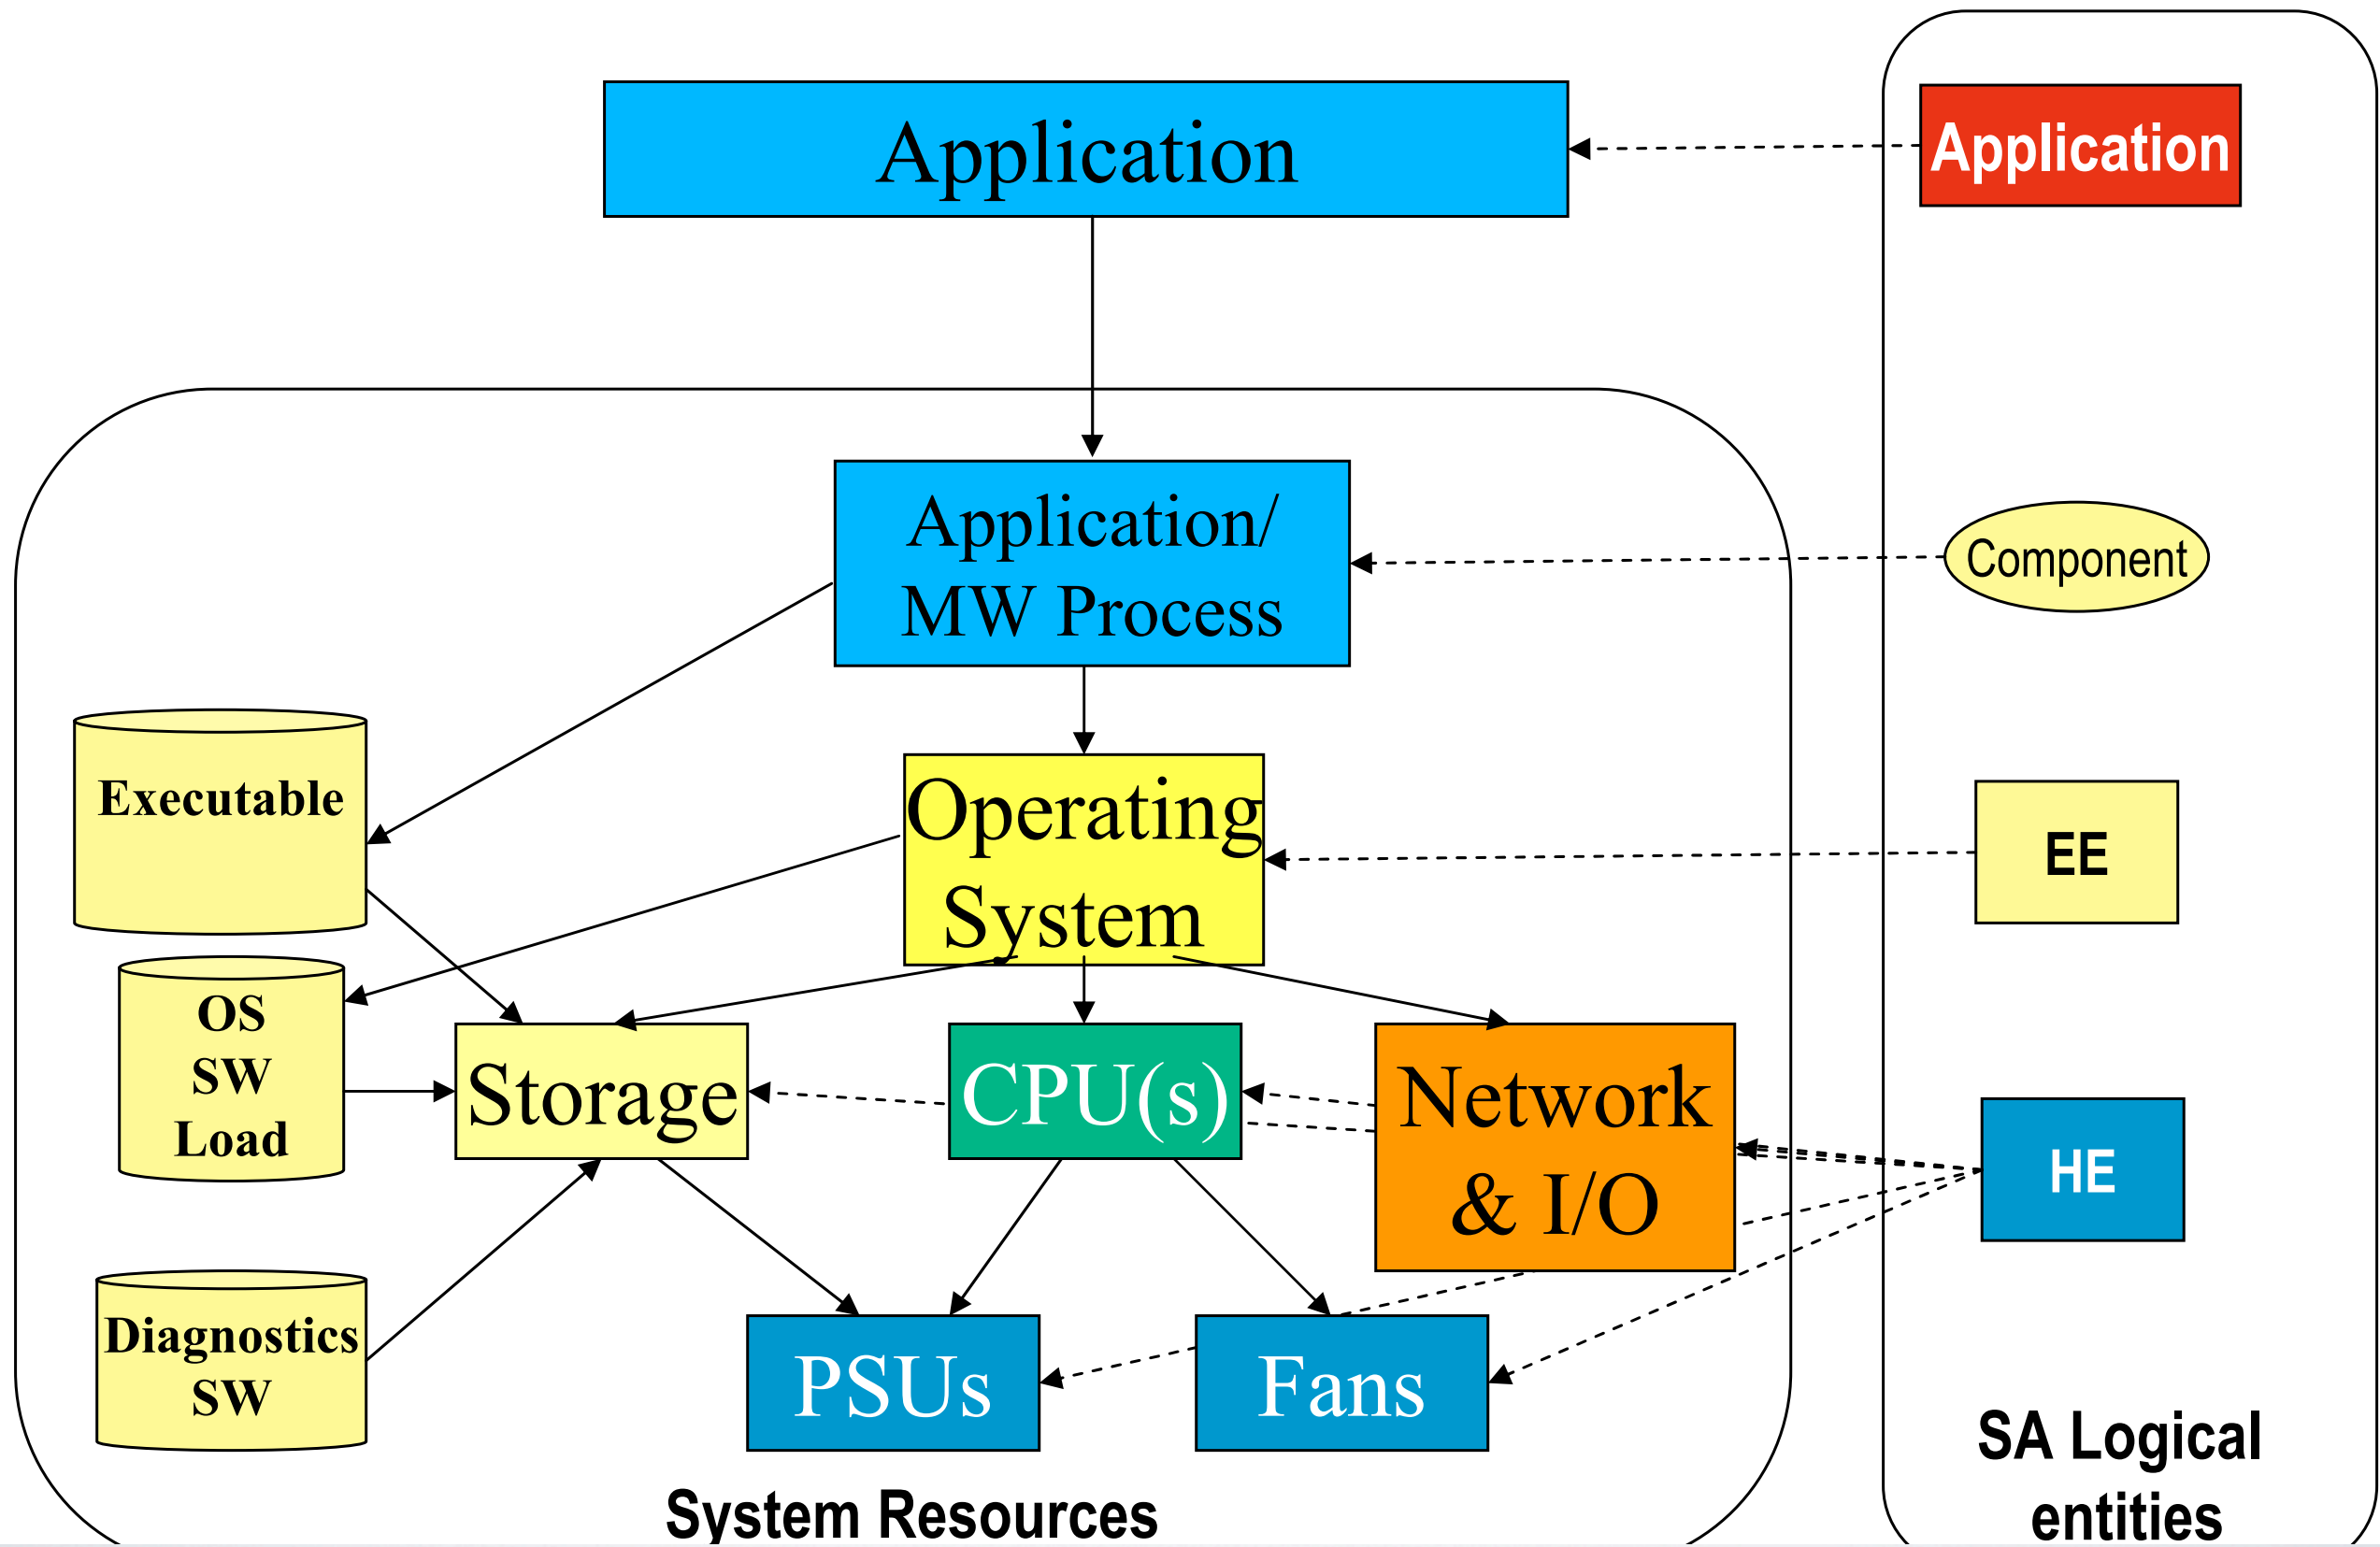 Application
Application
Application/
MW Process
Component
Executable
Operating
System
EE
OS
SW
Load
Storage
CPU(s)
Network
& I/O
HE
Diagnostics
SW
PSUs
Fans
System Resources
SA Logical
entities